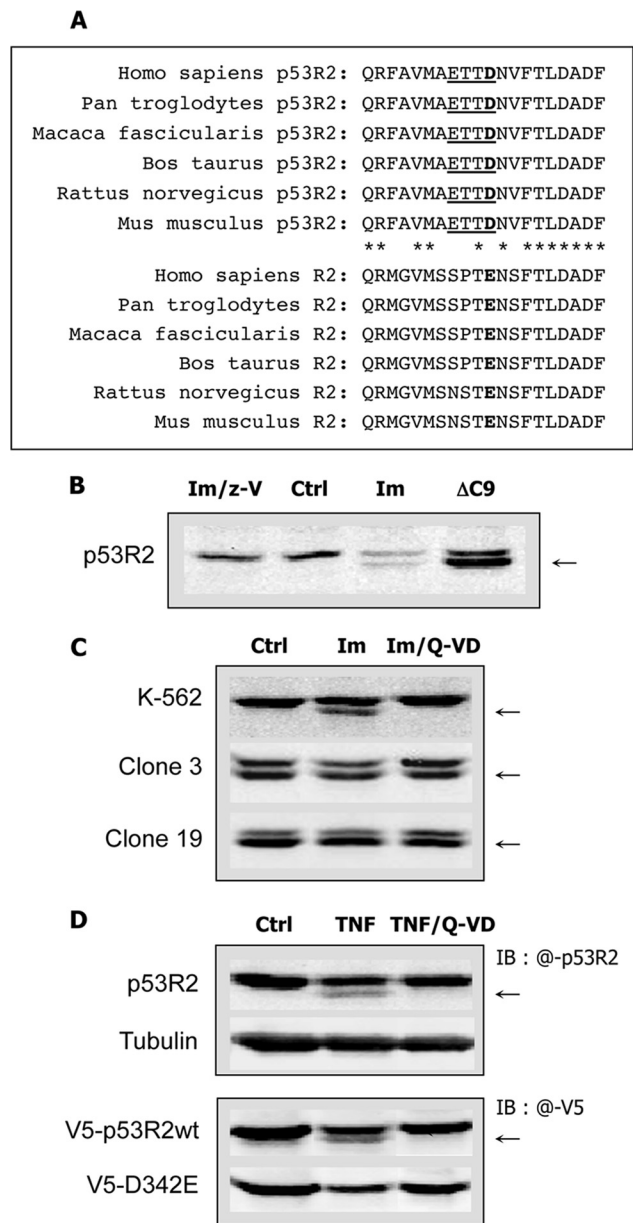 A
Homo sapiens p53R2: QRFAVMAETTDNVFTLDADF
Pan troglodytes p53R2: QRFAVMAETTDNVFTLDADF
Macaca fascicularis p53R2: QRFAVMAETTDNVFTLDADF
Bos taurus p53R2: QRFAVMAETTDNVFTLDADF
Rattus norvegicus p53R2: QRFAVMAETTDNVFTLDADF
Mus musculus p53R2: QRFAVMAETTDNVFTLDADF
** ** * * *******
Homo sapiens R2: QRMGVMSSPTENSFTLDADF
Pan troglodytes R2: QRMGVMSSPTENSFTLDADF
Macaca fascicularis R2: QRMGVMSSPTENSFTLDADF
Bos taurus R2: QRMGVMSSPTENSFTLDADF
Rattus norvegicus R2: QRMGVMSNSTENSFTLDADF
Mus musculus R2: QRMGVMSNSTENSFTLDADF
B
Im/z-V Ctrl Im ΔC9
p53R2 ←
C
Ctrl Im Im/Q-VD
K-562 ←
Clone 3 ←
Clone 19 ←
D
Ctrl TNF TNF/Q-VD
IB : @-p53R2
p53R2 ←
Tubulin
IB : @-V5
V5-p53R2wt ←
V5-D342E